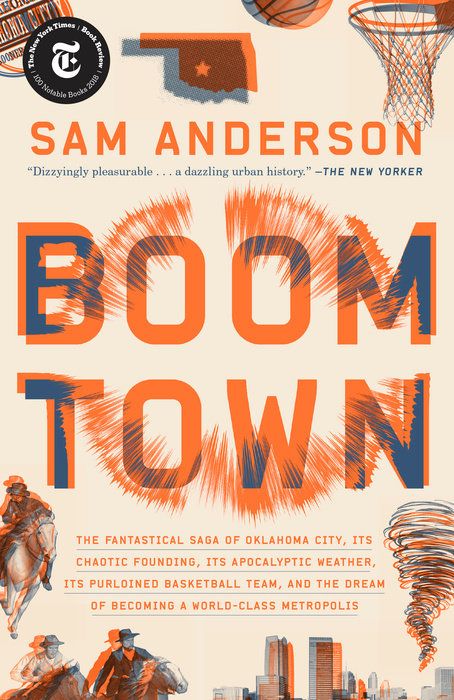 The New York Times | Book Review
100 Notable Books 2018
SAM ANDERSON
“Dizzyingly pleasurable . . . a dazzling urban history.” —THE NEW YORKER
BOOM
TOWN
THE FANTASTICAL SAGA OF OKLAHOMA CITY, ITS
CHAOTIC FOUNDING, ITS APOCALYPTIC WEATHER,
ITS PURLOINED BASKETBALL TEAM, AND THE DREAM
OF BECOMING A WORLD-CLASS METROPOLIS